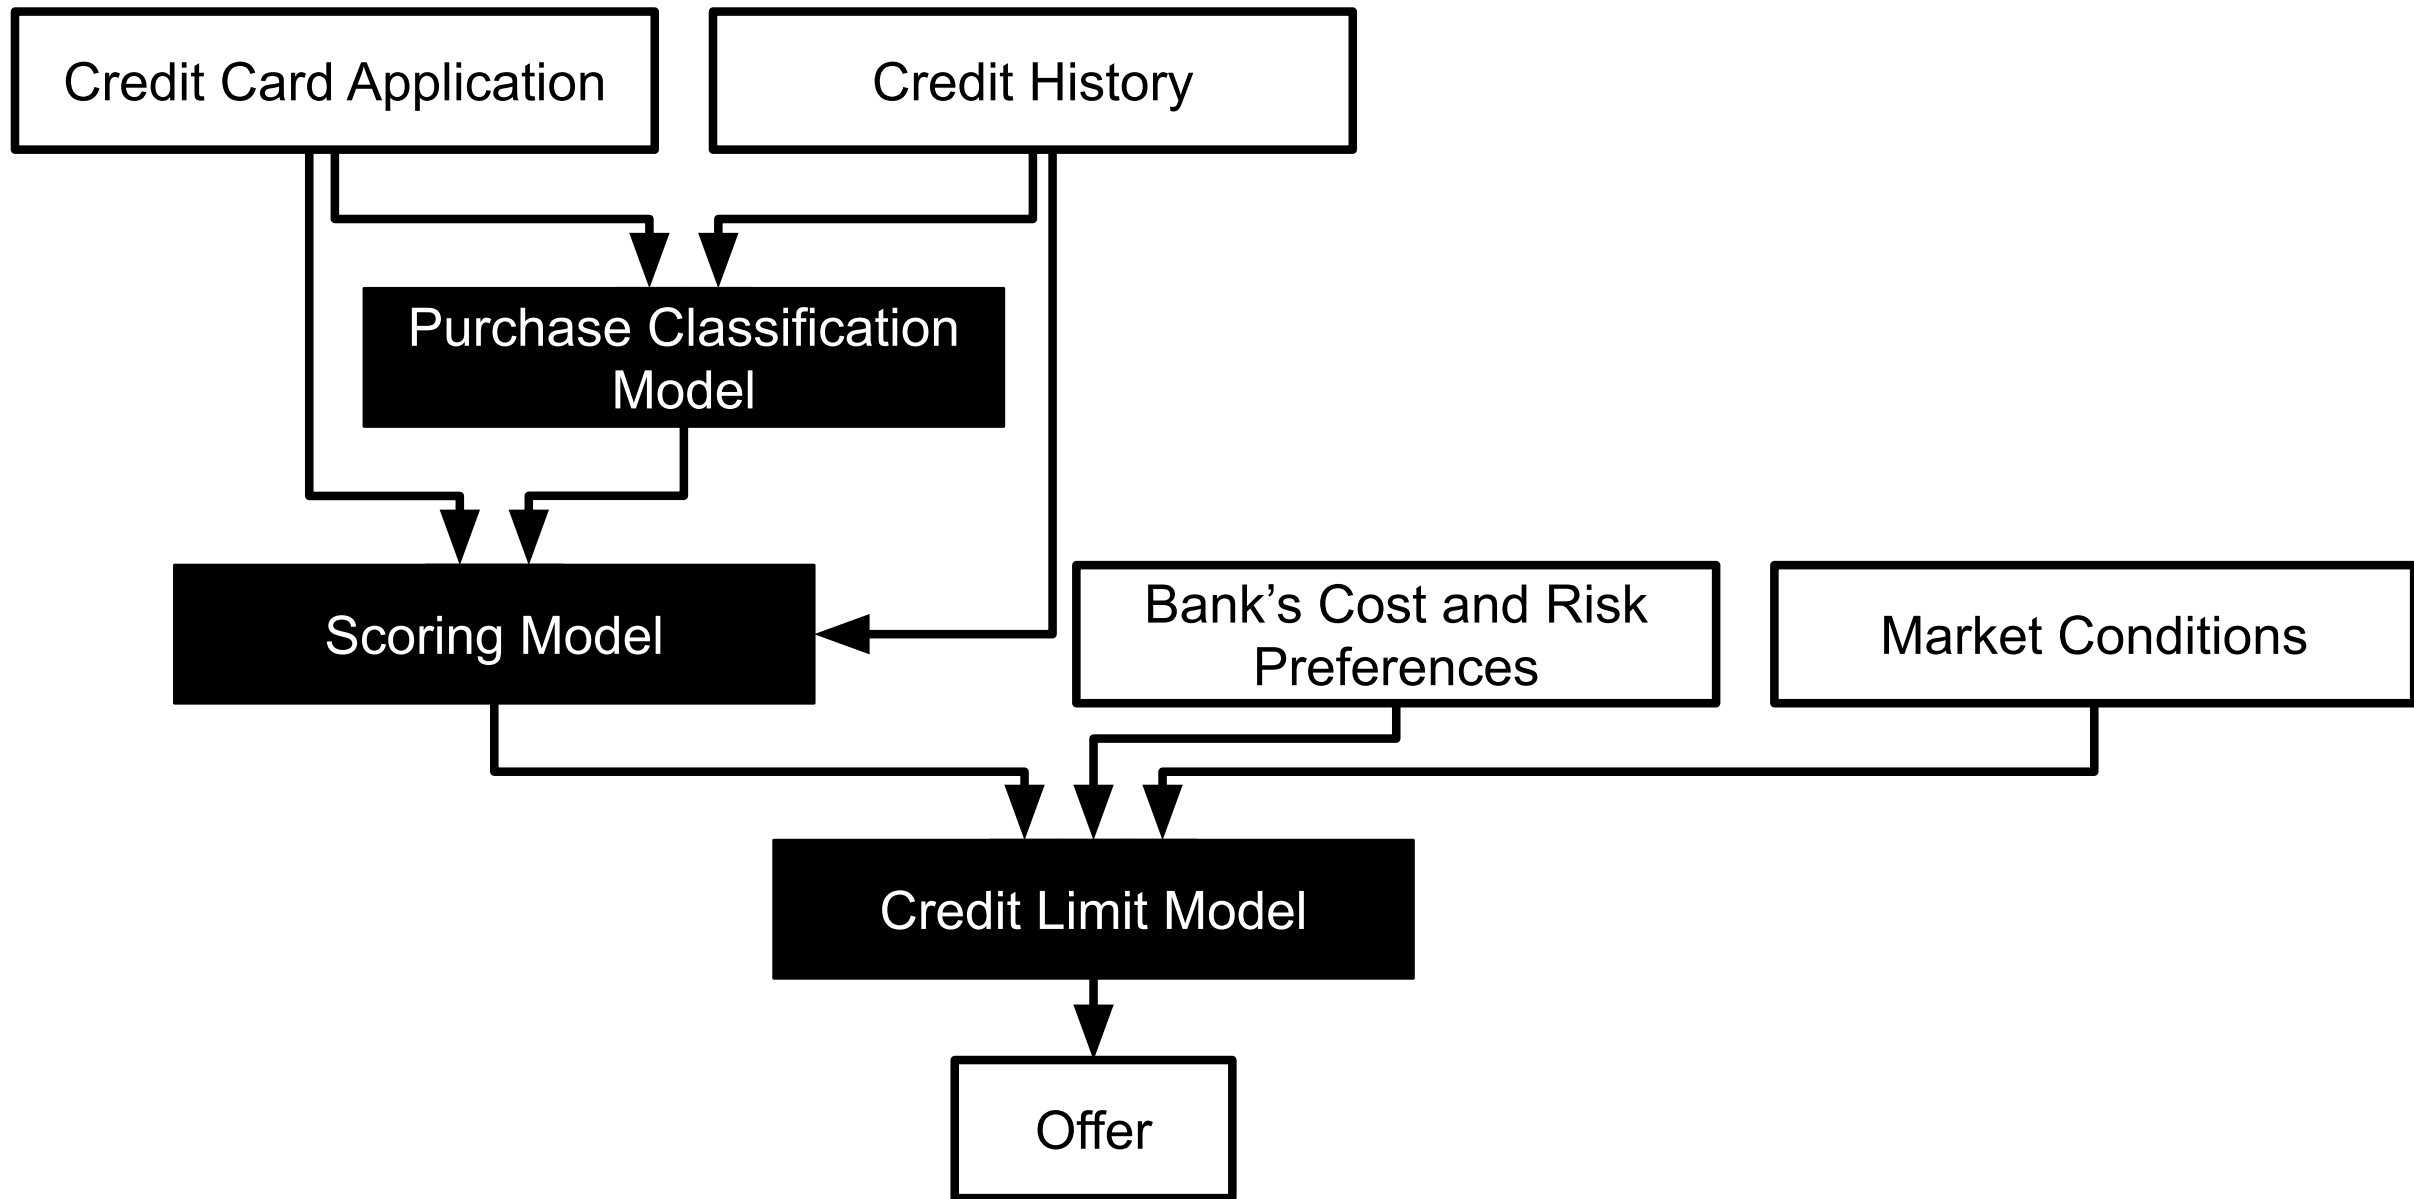 Credit Card Application
Credit History
Purchase Classification
Model
Scoring Model
Bank’s Cost and Risk
Preferences
Market Conditions
Credit Limit Model
Offer